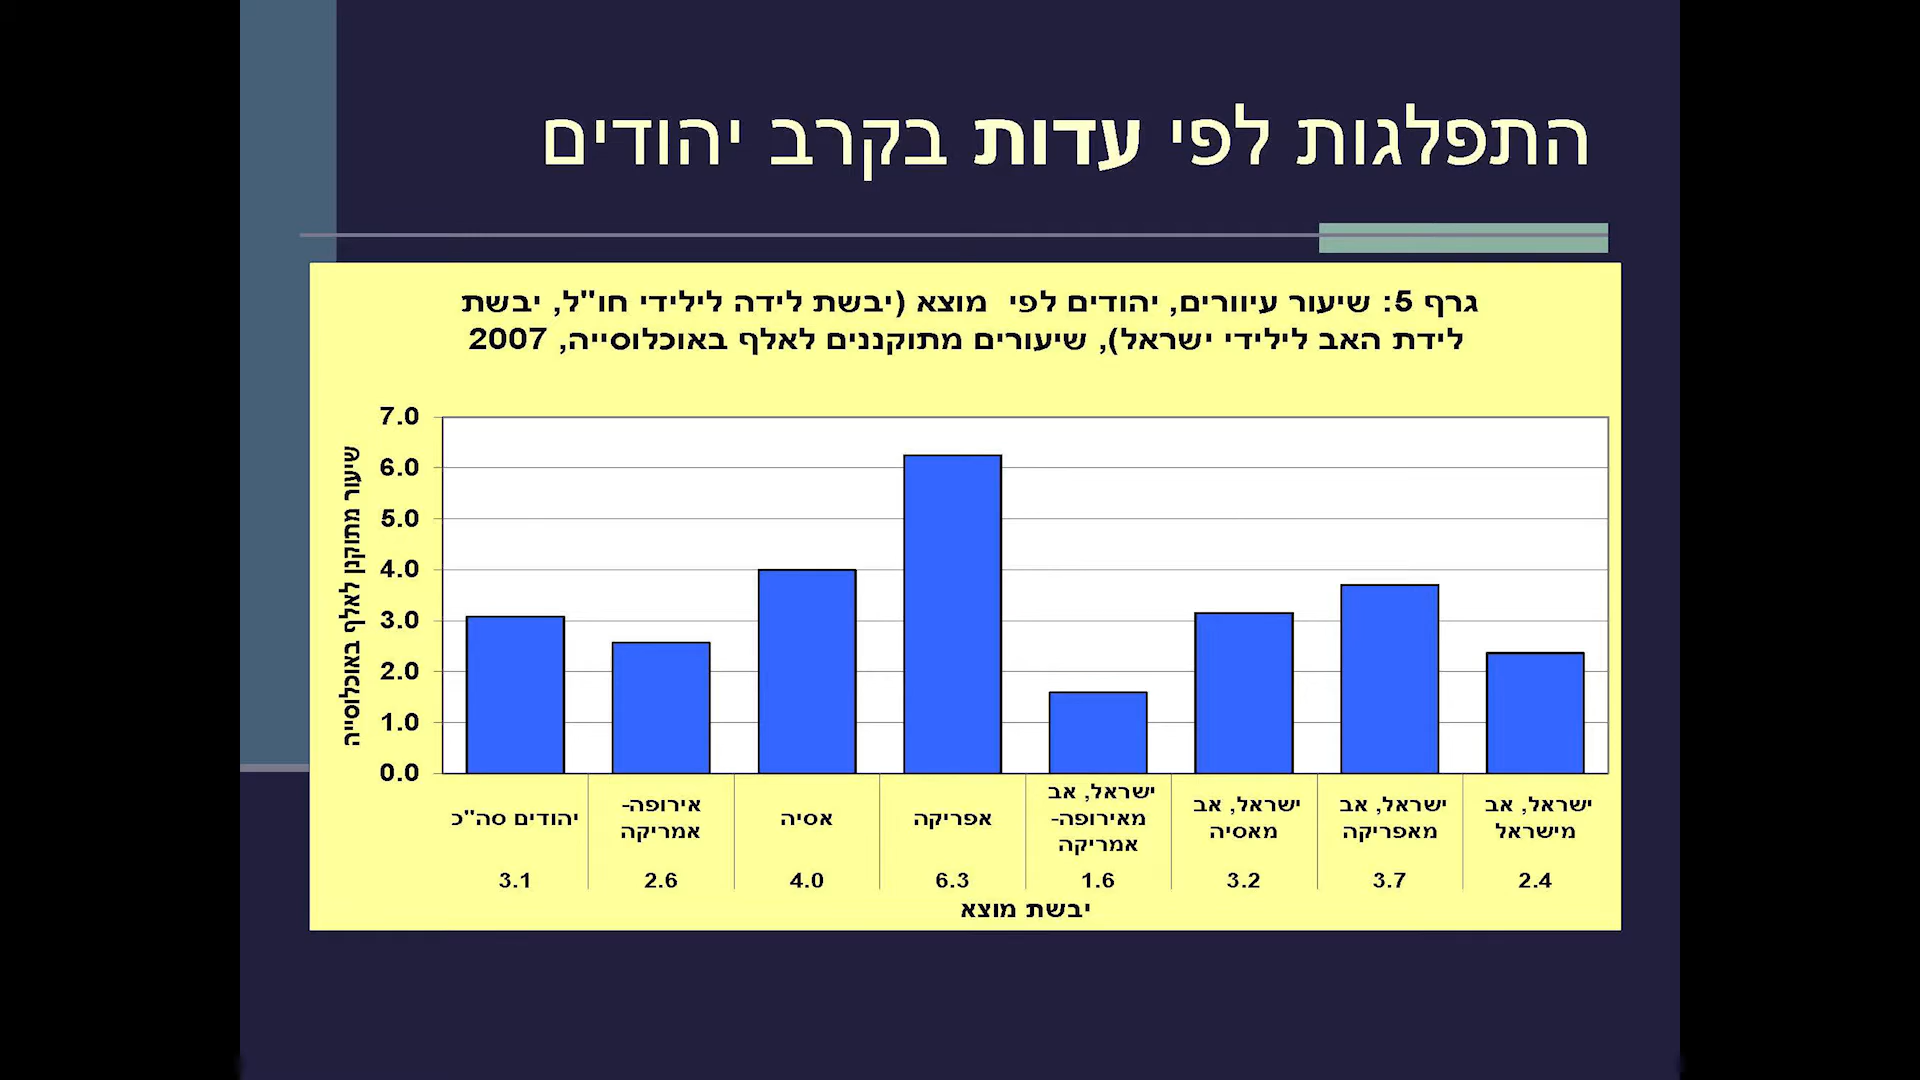 התפלגות לפי עדות בקרב יהודים
גרף 5: שיעור עיוורים, יהודים לפי מוצא (יבשת לידה לילידי חו"ל, יבשת
לידת האב לילידי ישראל), שיעורים מתוקננים לאלף באוכלוסייה, 2007
שיעור מתוקנן לאלף באוכלוסייה
7.0
6.0
5.0
4.0
3.0
2.0
1.0
0.0
יהודים סה"כ
3.1
אירופה-
אמריקה
2.6
אסיה
4.0
אפריקה
6.3
ישראל, אב
מאירופה-
אמריקה
1.6
ישראל, אב
מאסיה
3.2
ישראל, אב
מאפריקה
3.7
ישראל, אב
מישראל
2.4
יבשת מוצא